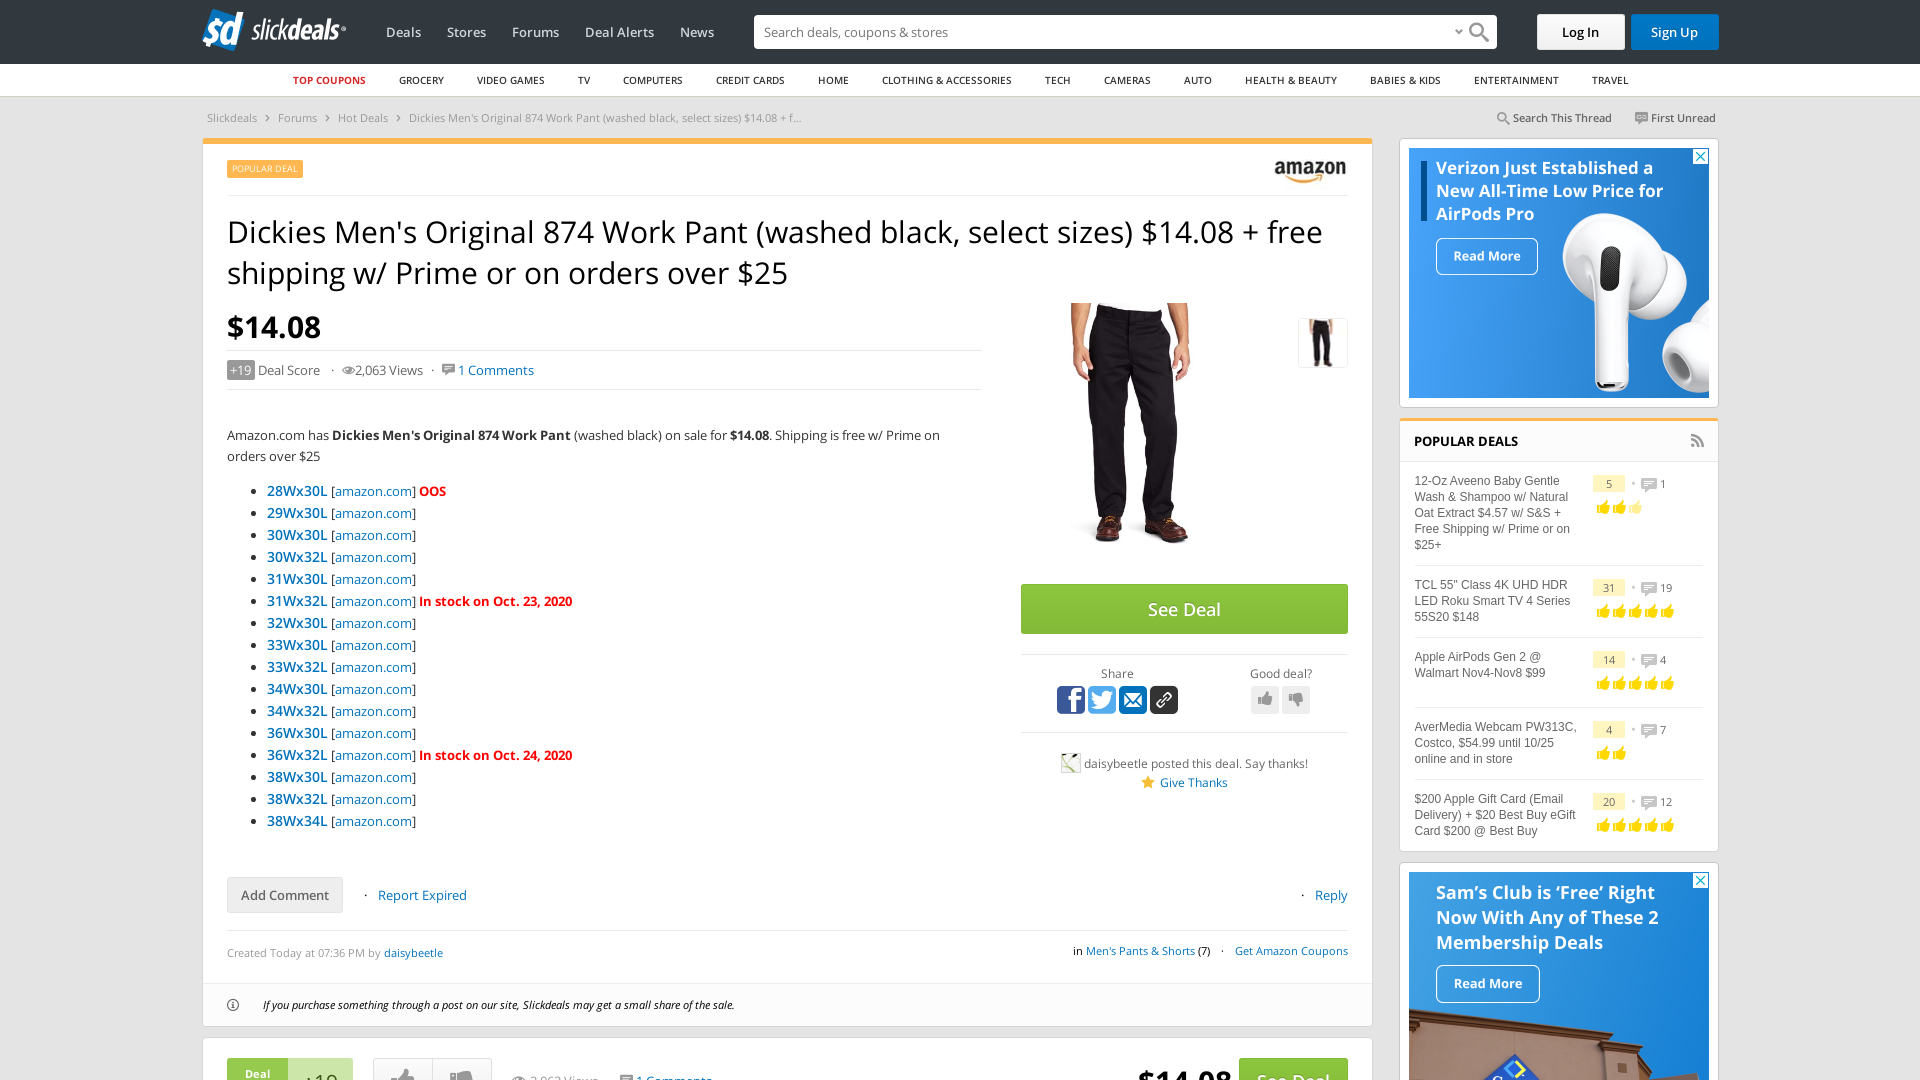 $d slickdeals
Deals Stores Forums Deal Alerts News
Search deals, coupons & stores
Log In
Sign Up
TOP COUPONS GROCERY VIDEO GAMES TV COMPUTERS CREDIT CARDS HOME CLOTHING & ACCESSORIES TECH CAMERAS AUTO HEALTH & BEAUTY BABIES & KIDS ENTERTAINMENT TRAVEL
Slickdeals › Forums › Hot Deals › Dickies Men's Original 874 Work Pant (washed black, select sizes) $14.08 + f...
Search This Thread
First Unread
POPULAR DEAL
amazon
Dickies Men's Original 874 Work Pant (washed black, select sizes) $14.08 + free
shipping w/ Prime or on orders over $25
$14.08
+19 Deal Score · 2,063 Views · 1 Comments
Amazon.com has Dickies Men's Original 874 Work Pant (washed black) on sale for $14.08. Shipping is free w/ Prime on
orders over $25
28Wx30L [amazon.com] OOS
29Wx30L [amazon.com]
30Wx30L [amazon.com]
30Wx32L [amazon.com]
31Wx30L [amazon.com]
31Wx32L [amazon.com] In stock on Oct. 23, 2020
32Wx30L [amazon.com]
33Wx30L [amazon.com]
33Wx32L [amazon.com]
34Wx30L [amazon.com]
34Wx32L [amazon.com]
36Wx30L [amazon.com]
36Wx32L [amazon.com] In stock on Oct. 24, 2020
38Wx30L [amazon.com]
38Wx32L [amazon.com]
38Wx34L [amazon.com]
See Deal
Share
Good deal?
daisybeetle posted this deal. Say thanks!
Give Thanks
Add Comment · Report Expired
· Reply
Created Today at 07:36 PM by daisybeetle
in Men's Pants & Shorts (7) · Get Amazon Coupons
If you purchase something through a post on our site, Slickdeals may get a small share of the sale.
Deal
+19
2,063 Views
1 Comments
$14.08
See Deal
Verizon Just Established a
New All-Time Low Price for
AirPods Pro
Read More
POPULAR DEALS
12-Oz Aveeno Baby Gentle
Wash & Shampoo w/ Natural
Oat Extract $4.57 w/ S&S +
Free Shipping w/ Prime or on
$25+
5 • 1
TCL 55" Class 4K UHD HDR
LED Roku Smart TV 4 Series
55S20 $148
31 • 19
Apple AirPods Gen 2 @
Walmart Nov4-Nov8 $99
14 • 4
AverMedia Webcam PW313C,
Costco, $54.99 until 10/25
online and in store
4 • 7
$200 Apple Gift Card (Email
Delivery) + $20 Best Buy eGift
Card $200 @ Best Buy
20 • 12
Sam's Club is 'Free' Right
Now With Any of These 2
Membership Deals
Read More